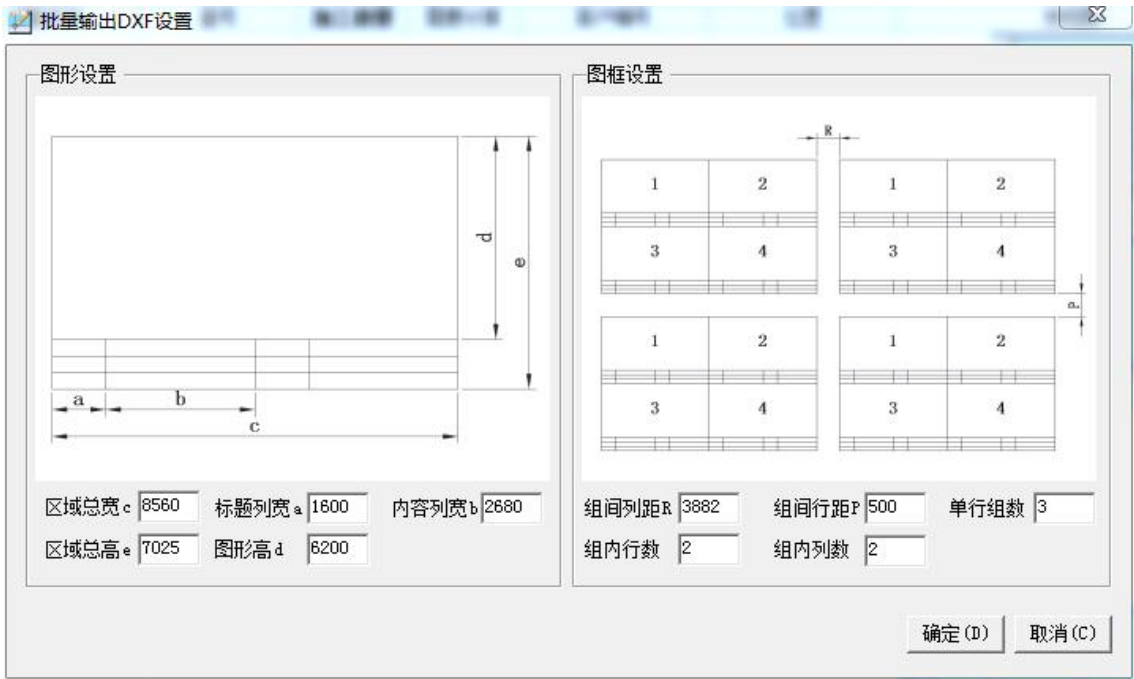 批量输出DXF设置
图形设置
d
e
a
b
c
区域总宽c 8560 标题列宽a 1600 内容列宽b 2680
区域总高e 7025 图形高d 6200
图框设置
R
1 2 1 2
3 4 3 4
P
1 2 1 2
3 4 3 4
组间列距R 3882 组间行距P 500 单行组数 3
组内行数 2 组内列数 2
确定(D) 取消(C)